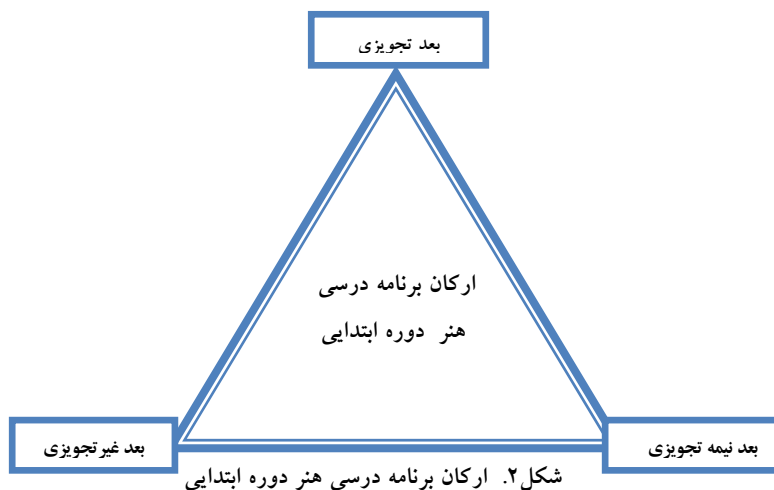 بعد تجویزی
ارکان برنامه درسی
هنر دوره ابتدایی
بعد نیمه تجویزی
بعد غیرتجویزی
شکل۲. ارکان برنامه درسی هنر دوره ابتدایی